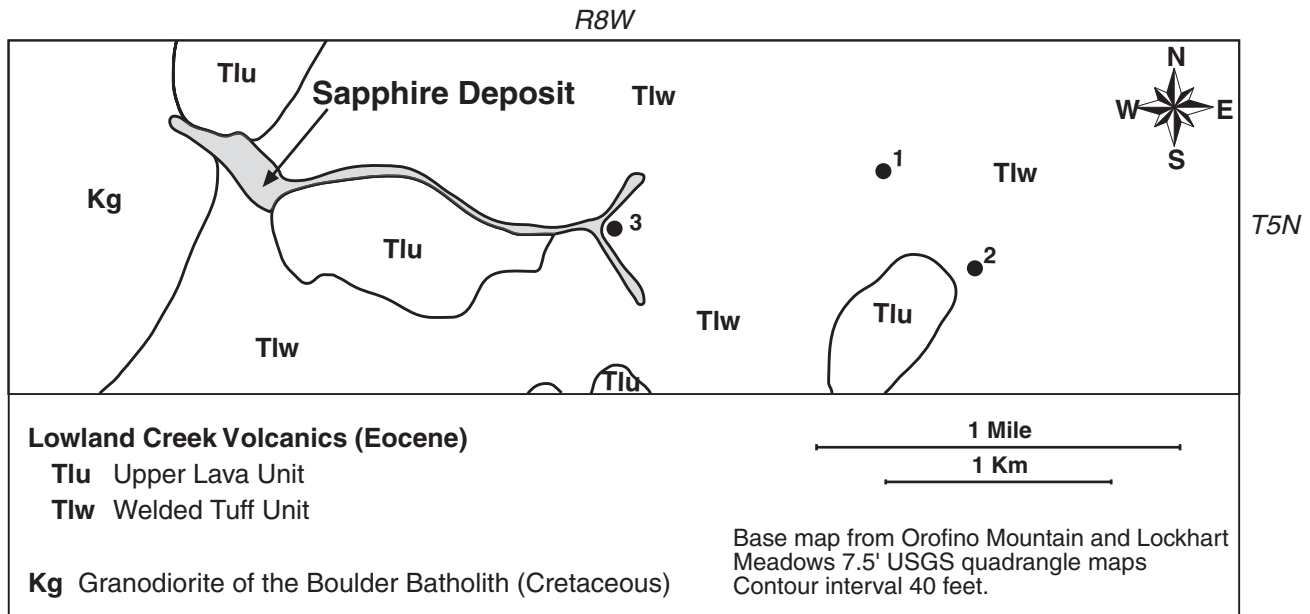 R8W
Tlu
Sapphire Deposit
Tlw
N
W E
S
1
Tlw
Kg
T5N
3
Tlu
2
Tlu
Tlw
Tlw
Tlu
Lowland Creek Volcanics (Eocene)
Tlu Upper Lava Unit
Tlw Welded Tuff Unit
Kg Granodiorite of the Boulder Batholith (Cretaceous)
1 Mile
1 Km
Base map from Orofino Mountain and Lockhart
Meadows 7.5' USGS quadrangle maps
Contour interval 40 feet.